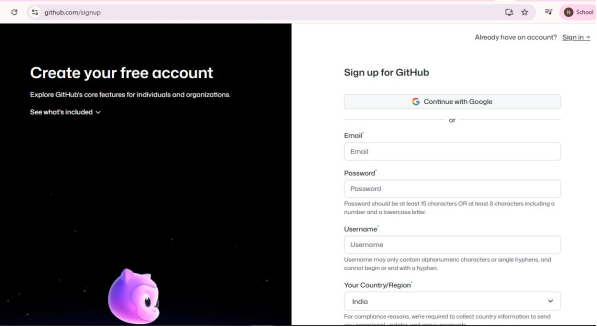 github.com/signup
N School
Already have an account? Sign in →
Create your free account
Explore GitHub's core features for individuals and organizations.
See what's included
Sign up for GitHub
G Continue with Google
or
Email*
Email
Password*
Password
Password should be at least 15 characters OR at least 8 characters including a
number and a lowercase letter.
Username*
Username
Username may only contain alphanumeric characters or single hyphens, and
cannot begin or end with a hyphen.
Your Country/Region*
India
For compliance reasons, we're required to collect country information to send